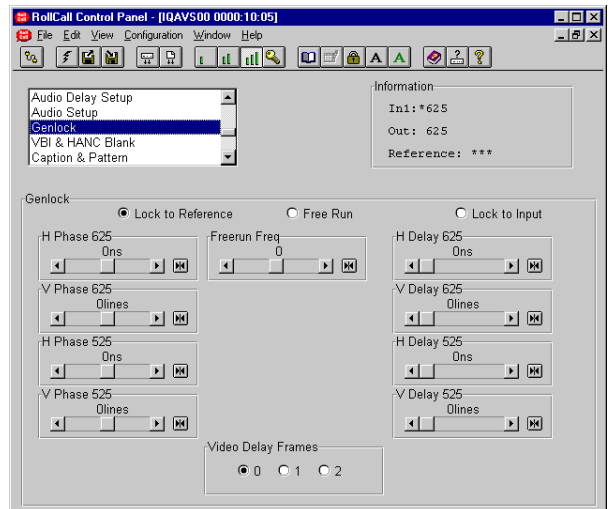 RollCall Control Panel - [IQAVS00 0000:10:05]
File Edit View Configuration Window Help
A A ?
Audio Delay Setup
Audio Setup
Genlock
VBI & HANC Blank
Caption & Pattern
Information
In1:*625
Out: 625
Reference: ***
Genlock
Lock to Reference Free Run Lock to Input
H Phase 625 Freerun Freq H Delay 625
0ns 0 0ns
V Phase 625 V Delay 625
0lines 0lines
H Phase 525 H Delay 525
0ns 0ns
V Phase 525 V Delay 525
0lines 0lines
Video Delay Frames
0 1 2